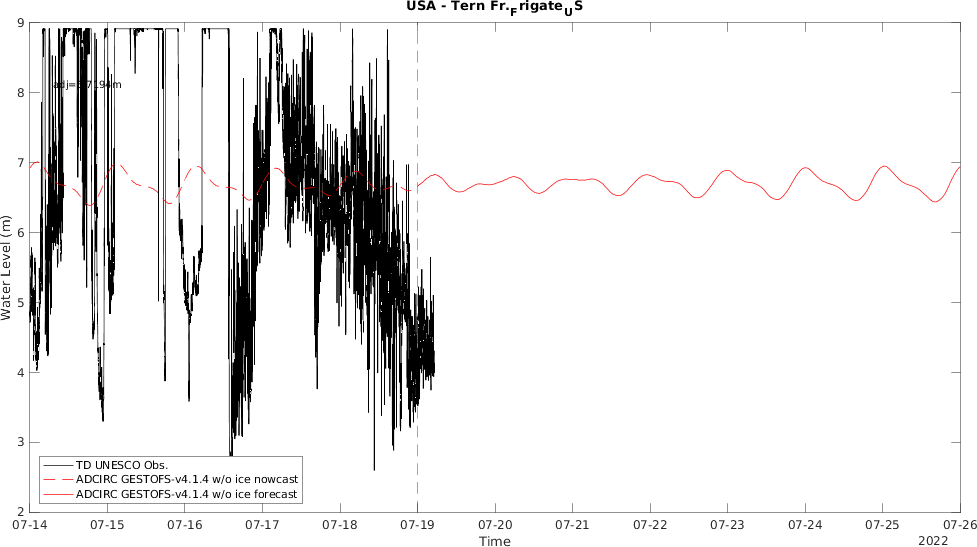 USA - Tern Fr.FrigateUS
9
8
7
6
5
4
3
2
Water Level (m)
TD UNESCO Obs.
ADCIRC GESTOFS-v4.1.4 w/o ice nowcast
ADCIRC GESTOFS-v4.1.4 w/o ice forecast
07-14 07-15 07-16 07-17 07-18 07-19 07-20 07-21 07-22 07-23 07-24 07-25 07-26
Time
2022